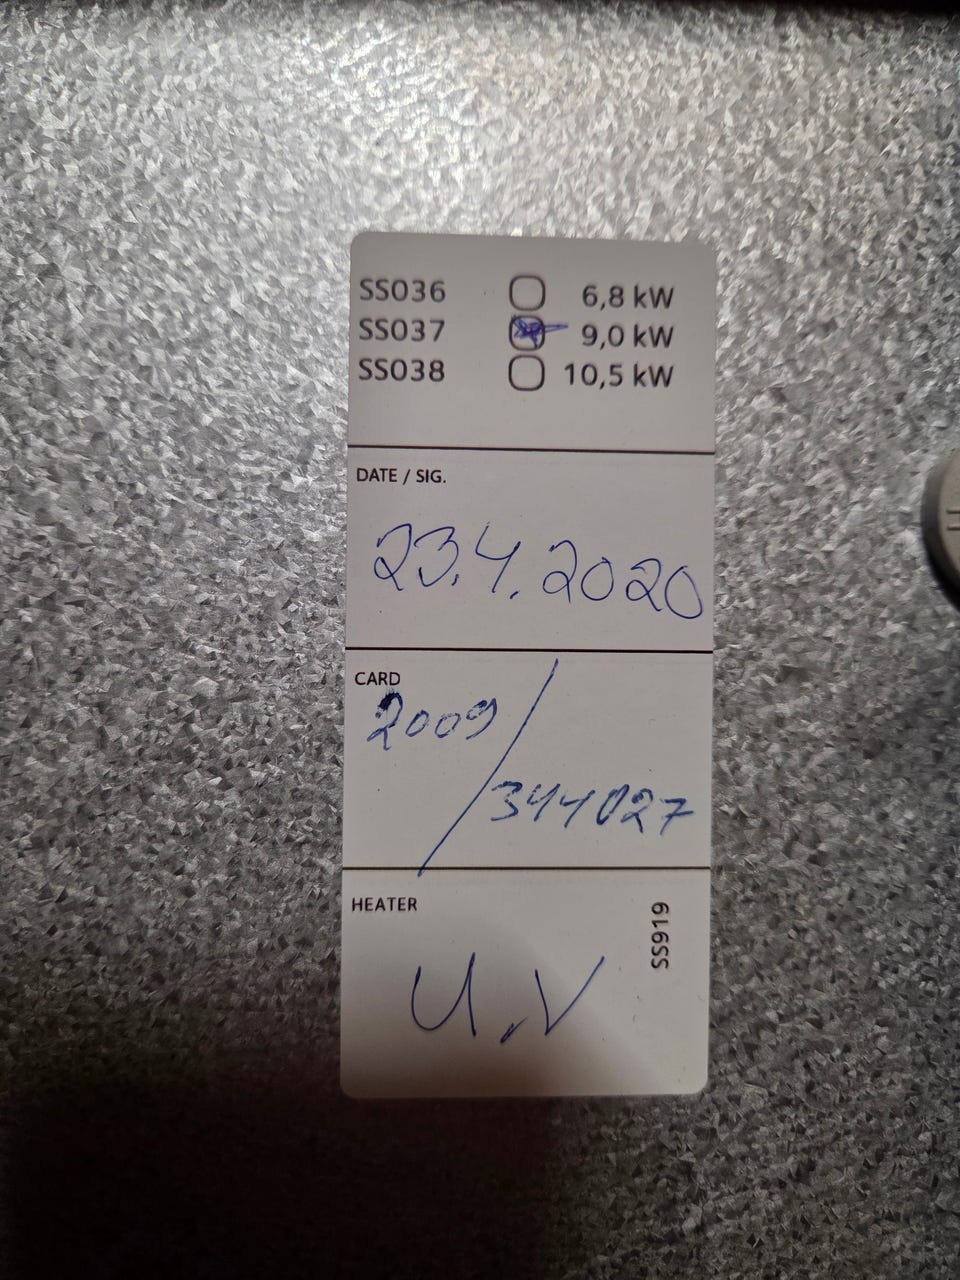 SS036 6,8 kW
SS037 9,0 kW
SS038 10,5 kW
DATE / SIG.
23.4.2020
CARD
2009/
344027
HEATER
SS919
U.V